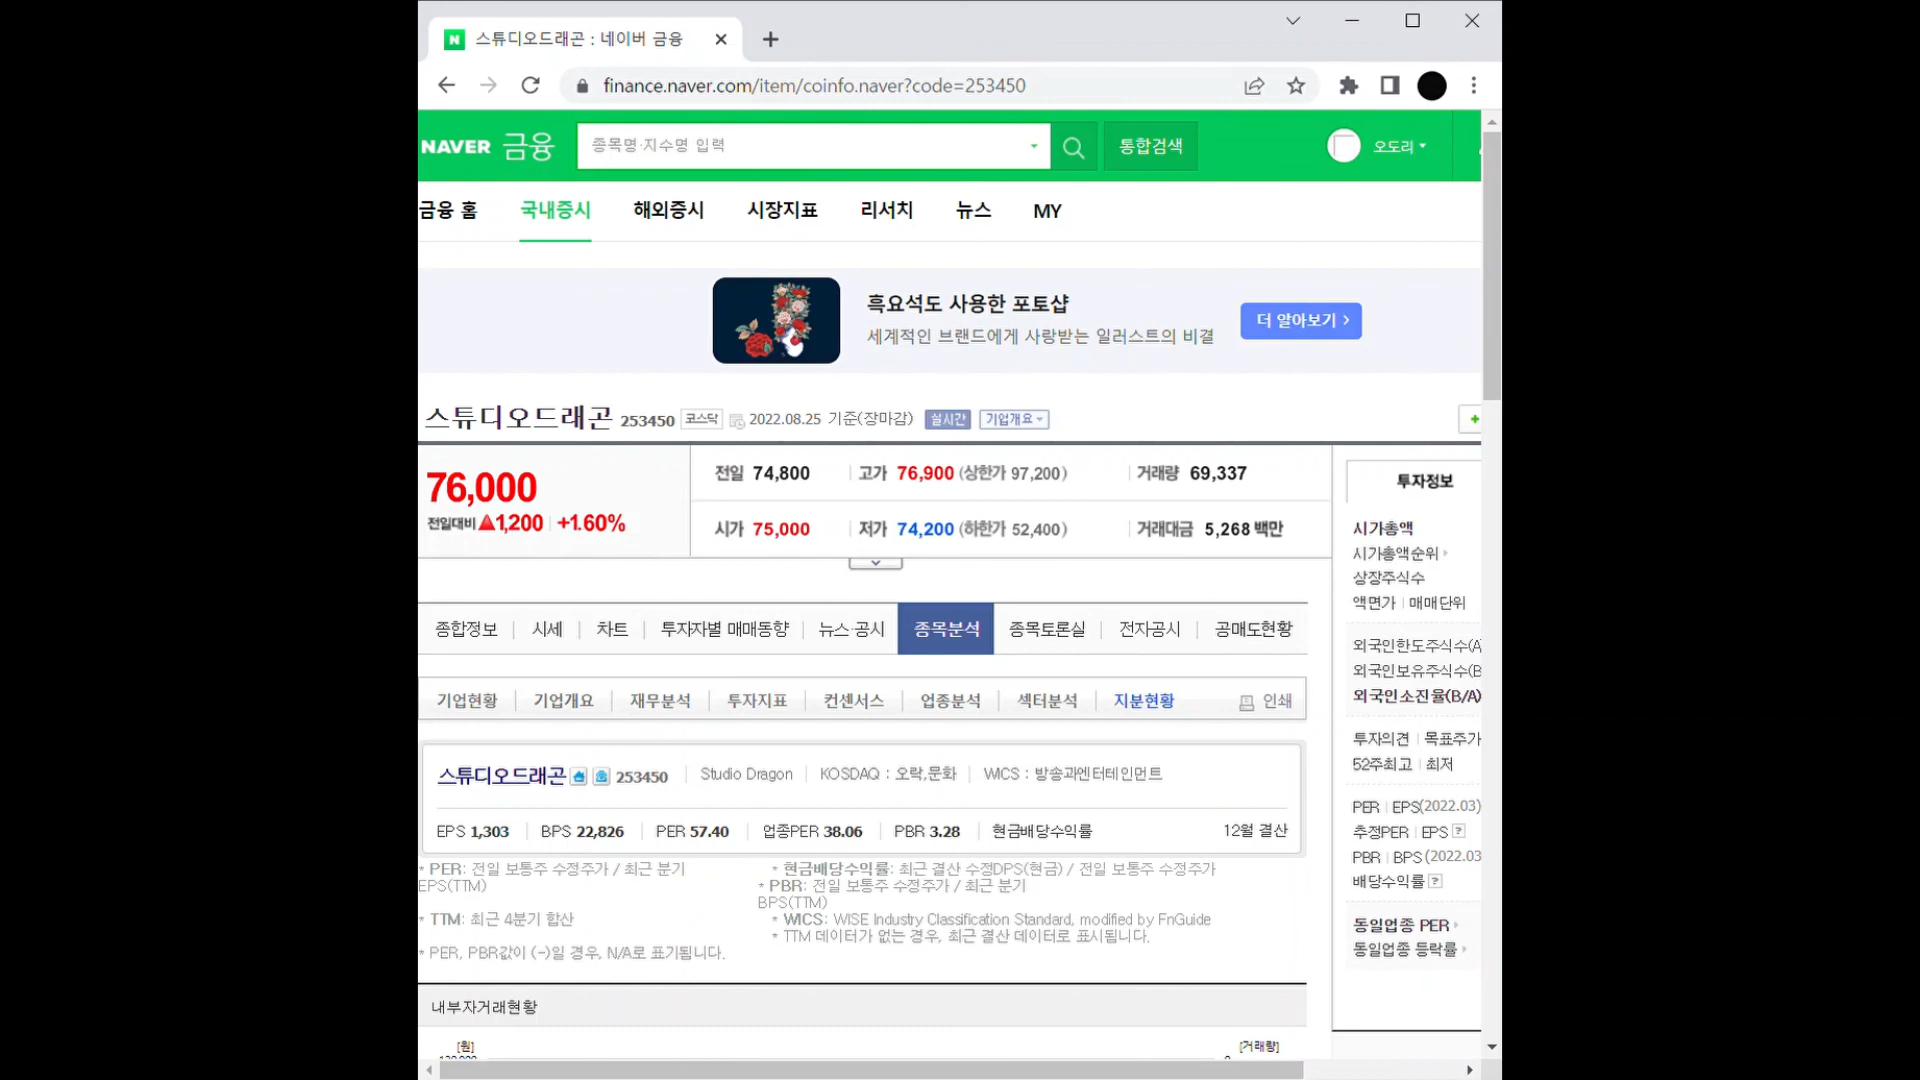 스튜디오드래곤 : 네이버 금융
finance.naver.com/item/coinfo.naver?code=253450
NAVER 금융 종목명·지수명 입력 통합검색 오도리
금융 홈 국내증시 해외증시 시장지표 리서치 뉴스 MY
흑요석도 사용한 포토샵
세계적인 브랜드에게 사랑받는 일러스트의 비결
더 알아보기 >
스튜디오드래곤 253450 코스닥 2022.08.25 기준(장마감) 실시간 기업개요
76,000
전일대비 ▲1,200 +1.60%
전일 74,800 고가 76,900 (상한가 97,200) 거래량 69,337
시가 75,000 저가 74,200 (하한가 52,400) 거래대금 5,268 백만
종합정보 시세 차트 투자자별 매매동향 뉴스·공시 종목분석 종목토론실 전자공시 공매도현황
기업현황 기업개요 재무분석 투자지표 컨센서스 업종분석 섹터분석 지분현황 인쇄
스튜디오드래곤 253450 Studio Dragon KOSDAQ : 오락,문화 WICS : 방송과엔터테인먼트
EPS 1,303 BPS 22,826 PER 57.40 업종PER 38.06 PBR 3.28 현금배당수익률 12월 결산
* PER: 전일 보통주 수정주가 / 최근 분기
EPS(TTM)
* 현금배당수익률: 최근 결산 수정DPS(현금) / 전일 보통주 수정주가
* PBR: 전일 보통주 수정주가 / 최근 분기
BPS(TTM)
* TTM: 최근 4분기 합산
* WICS: WISE Industry Classification Standard, modified by FnGuide
* TTM 데이터가 없는 경우, 최근 결산 데이터로 표시됩니다.
* PER, PBR값이 (-)일 경우, N/A로 표기됩니다.
내부자거래현황
[원] [거래량]
투자정보
시가총액
시가총액순위
상장주식수
액면가 매매단위
외국인한도주식수(A
외국인보유주식수(B
외국인소진율(B/A)
투자의견 목표주가
52주최고 최저
PER EPS(2022.03)
추정PER EPS ?
PBR BPS (2022.03
배당수익률 ?
동일업종 PER
동일업종 등락률